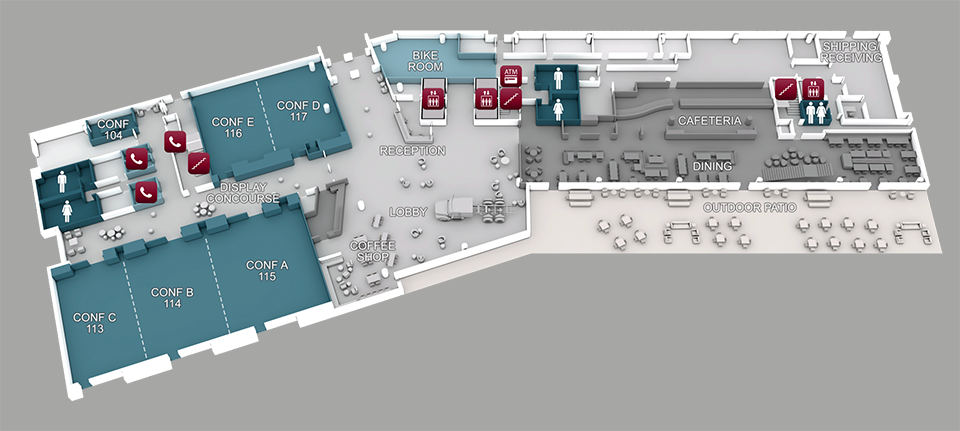 BIKE
ROOM
ATM
SHIPPING/
RECEIVING
CONF
104
CONF E
116
CONF D
117
RECEPTION
CAFETERIA
DINING
DISPLAY
CONCOURSE
LOBBY
OUTDOOR PATIO
COFFEE
SHOP
CONF C
113
CONF B
114
CONF A
115